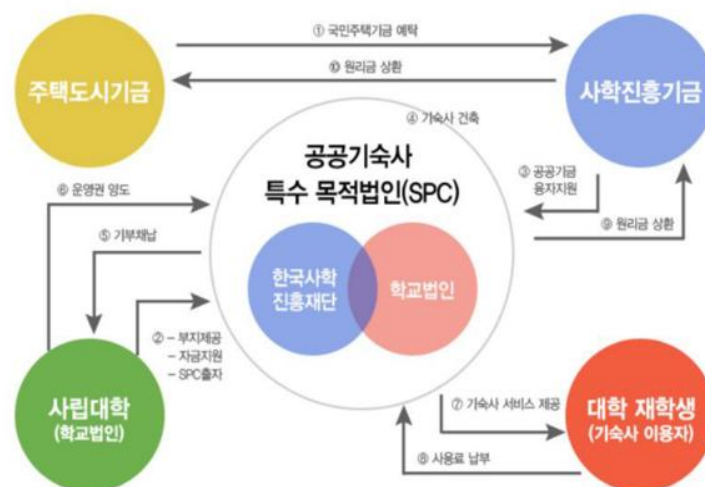 ① 국민주택기금 예탁
⑩ 원리금 상환
주택도시기금
사학진흥기금
④ 기숙사 건축
공공기숙사
특수 목적법인(SPC)
③ 공공기금
융자지원
⑥ 운영권 양도
⑤ 기부채납
⑨ 원리금 상환
한국사학
진흥재단
학교법인
② – 부지제공
– 자금지원
– SPC출자
사립대학
(학교법인)
⑦ 기숙사 서비스 제공
대학 재학생
(기숙사 이용자)
⑧ 사용료 납부